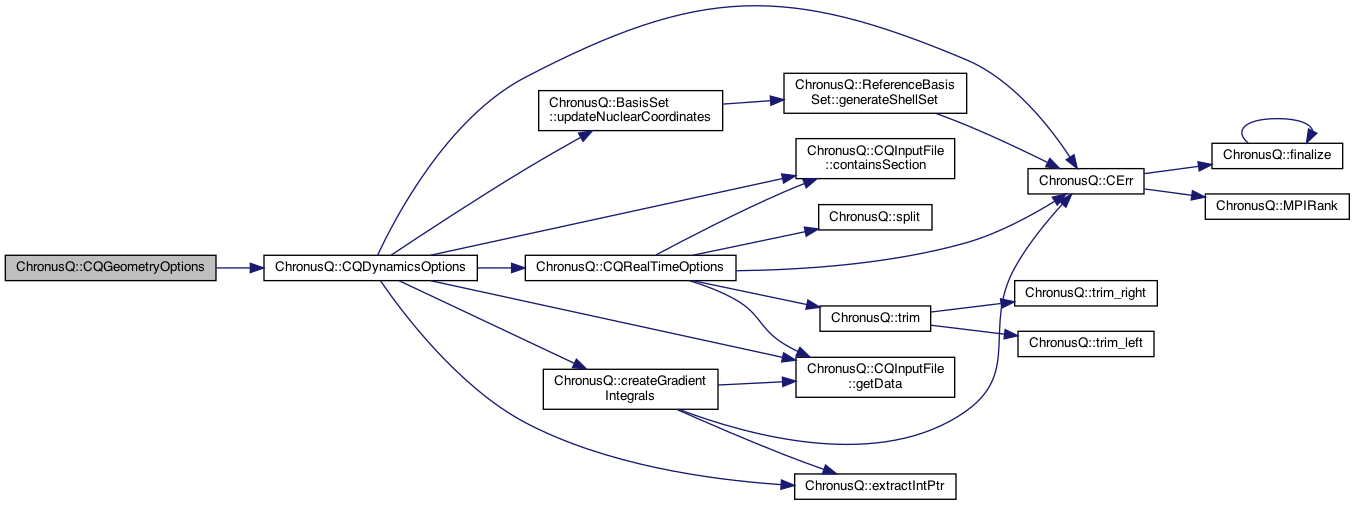 ChronusQ::CQGeometryOptions
ChronusQ::CQDynamicsOptions
ChronusQ::BasisSet
::updateNuclearCoordinates
ChronusQ::CQRealTimeOptions
ChronusQ::createGradient
Integrals
ChronusQ::ReferenceBasis
Set::generateShellSet
ChronusQ::CQInputFile
::containsSection
ChronusQ::split
ChronusQ::trim
ChronusQ::CQInputFile
::getData
ChronusQ::extractIntPtr
ChronusQ::CErr
ChronusQ::trim_right
ChronusQ::trim_left
ChronusQ::finalize
ChronusQ::MPIRank